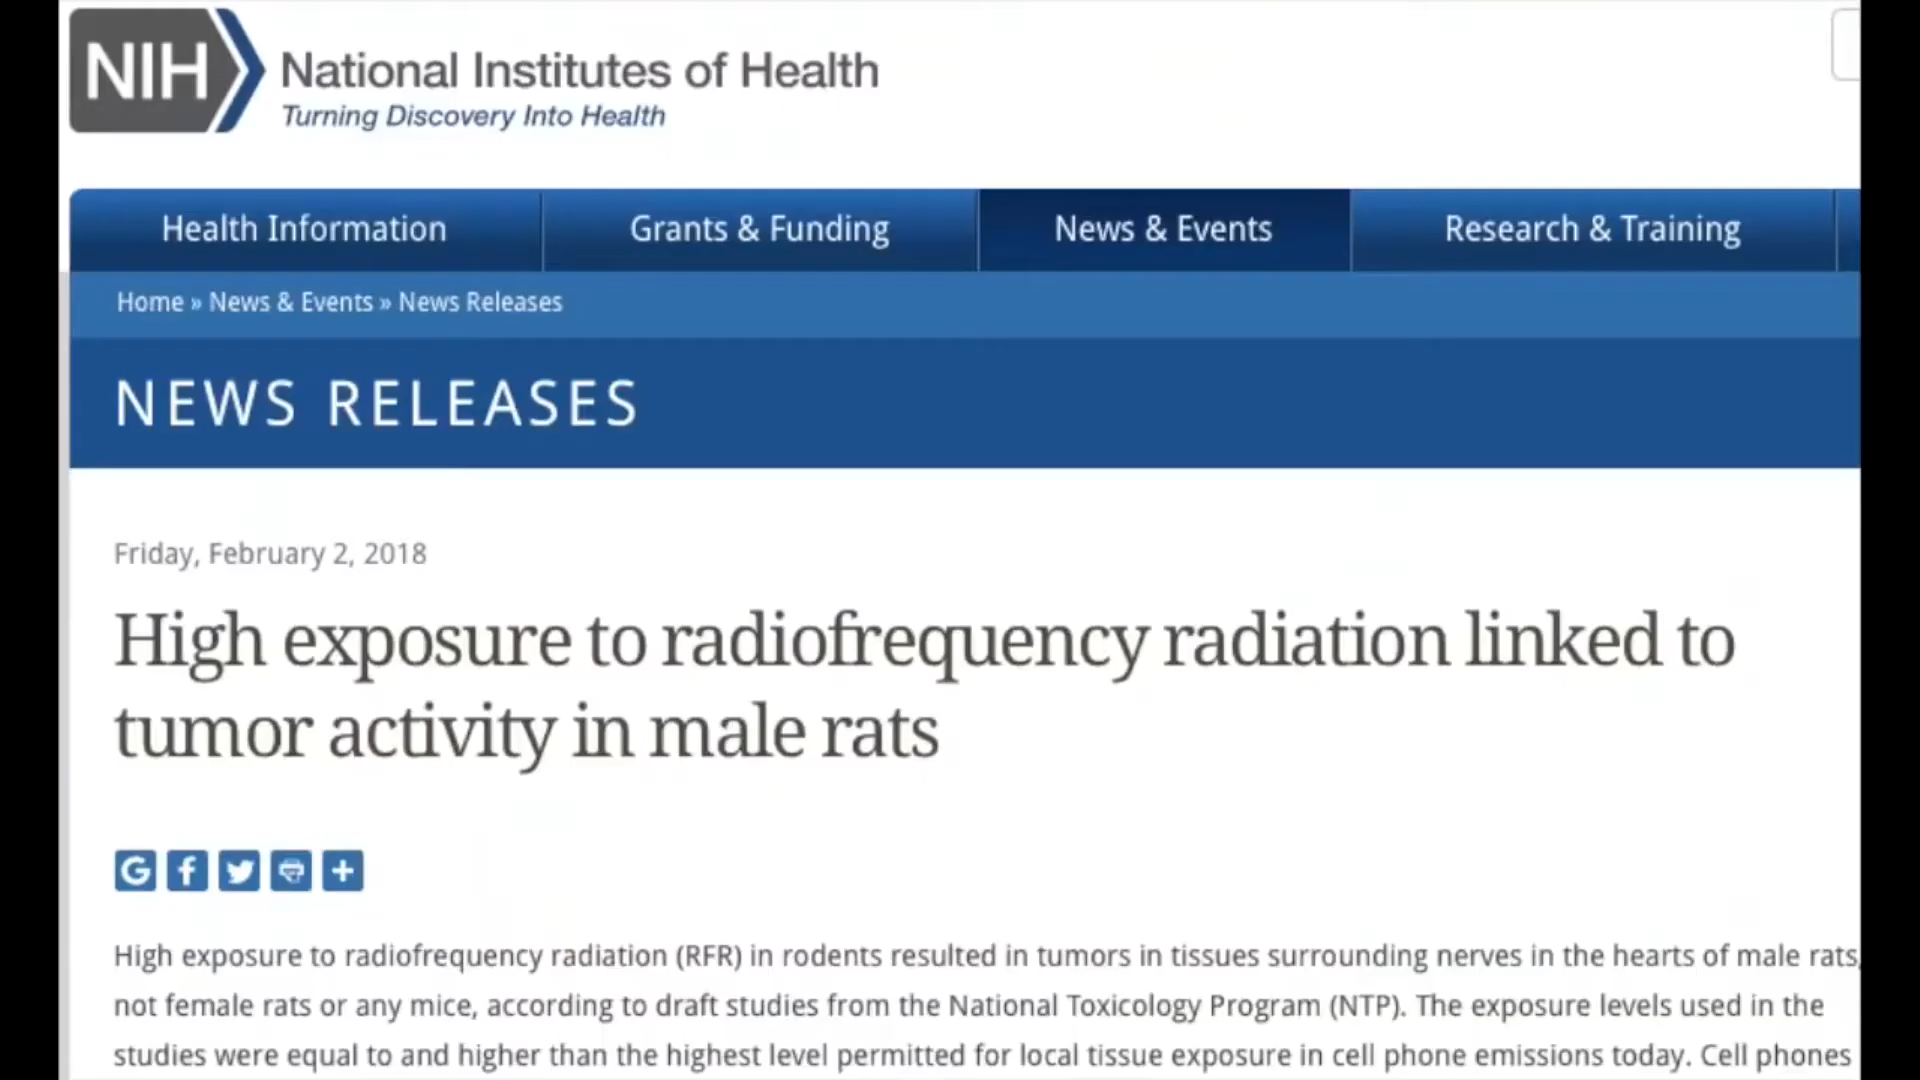 NIH National Institutes of Health
Turning Discovery Into Health
Health Information Grants & Funding News & Events Research & Training
Home » News & Events » News Releases
NEWS RELEASES
Friday, February 2, 2018
High exposure to radiofrequency radiation linked to
tumor activity in male rats
High exposure to radiofrequency radiation (RFR) in rodents resulted in tumors in tissues surrounding nerves in the hearts of male rats,
not female rats or any mice, according to draft studies from the National Toxicology Program (NTP). The exposure levels used in the
studies were equal to and higher than the highest level permitted for local tissue exposure in cell phone emissions today. Cell phones